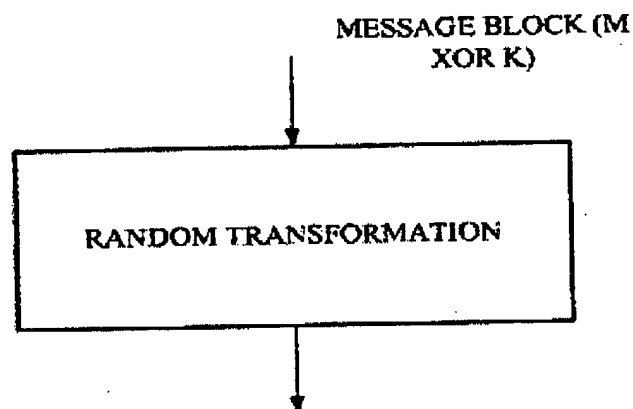 MESSAGE BLOCK (M
XOR K)
RANDOM TRANSFORMATION